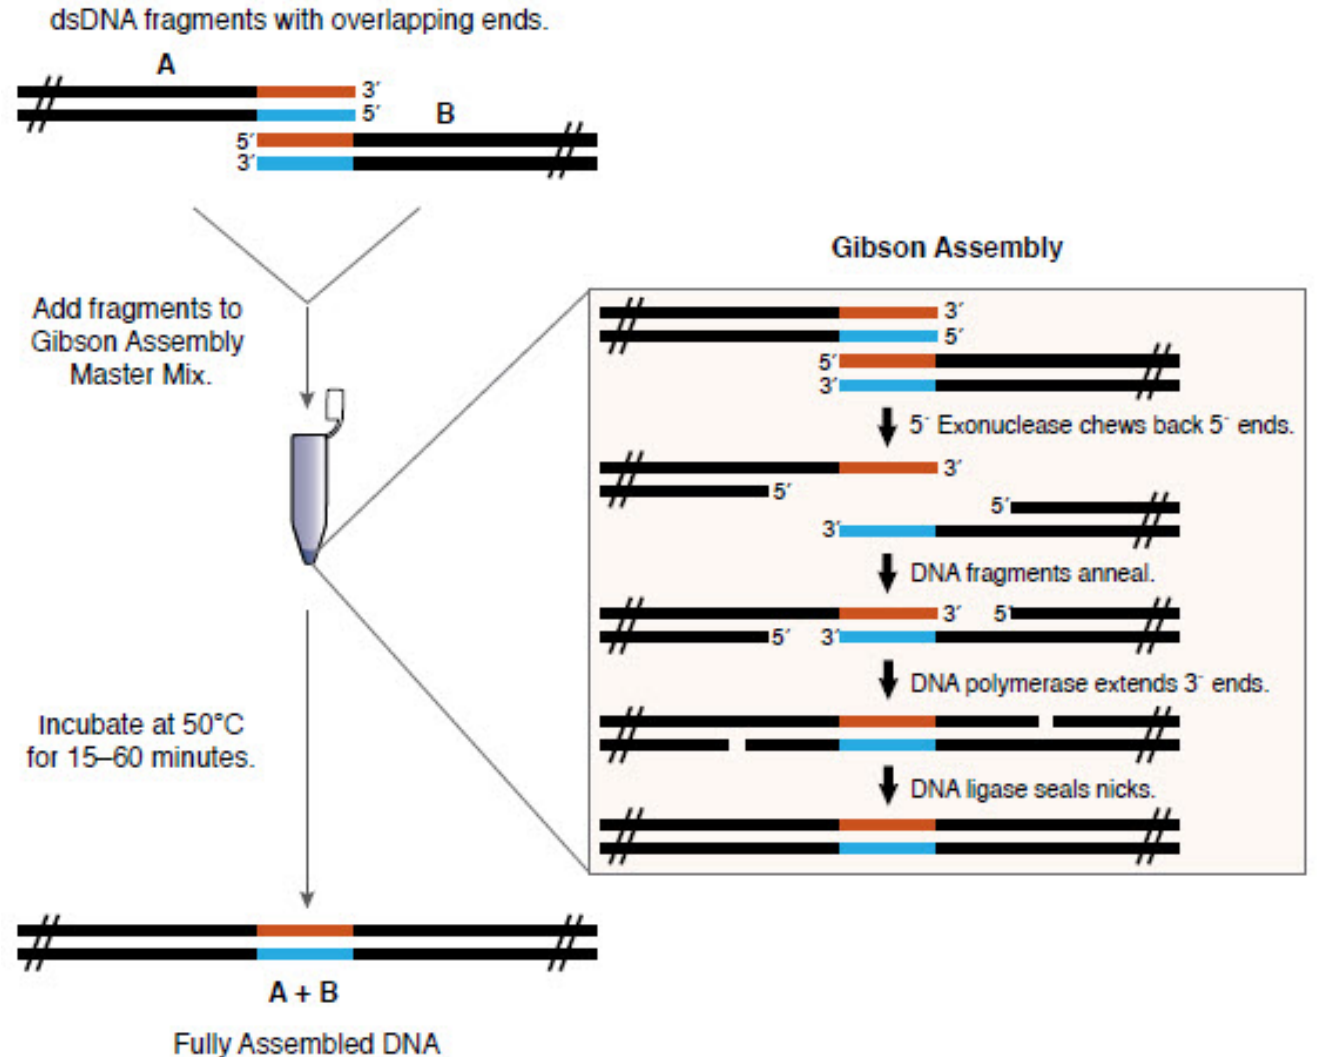 dsDNA fragments with overlapping ends.
A
3′
5′
B
5′
3′
Add fragments to
Gibson Assembly
Master Mix.
Incubate at 50°C
for 15–60 minutes.
A + B
Fully Assembled DNA
Gibson Assembly
3′
5′
5′
3′
5´ Exonuclease chews back 5´ ends.
3′
5′
5′
3′
DNA fragments anneal.
3′ 5′
5′ 3′
DNA polymerase extends 3´ ends.
DNA ligase seals nicks.